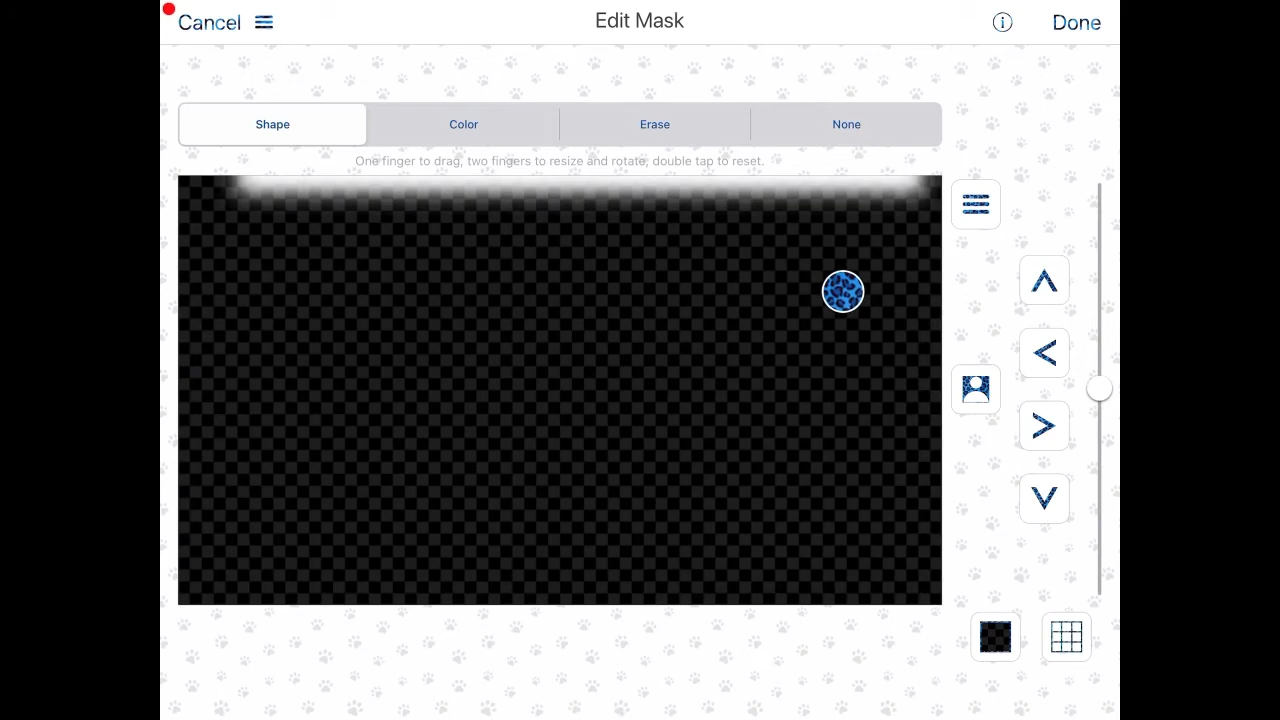 Cancel
Edit Mask
Done
Shape
Color
Erase
None
One finger to drag, two fingers to resize and rotate, double tap to reset.